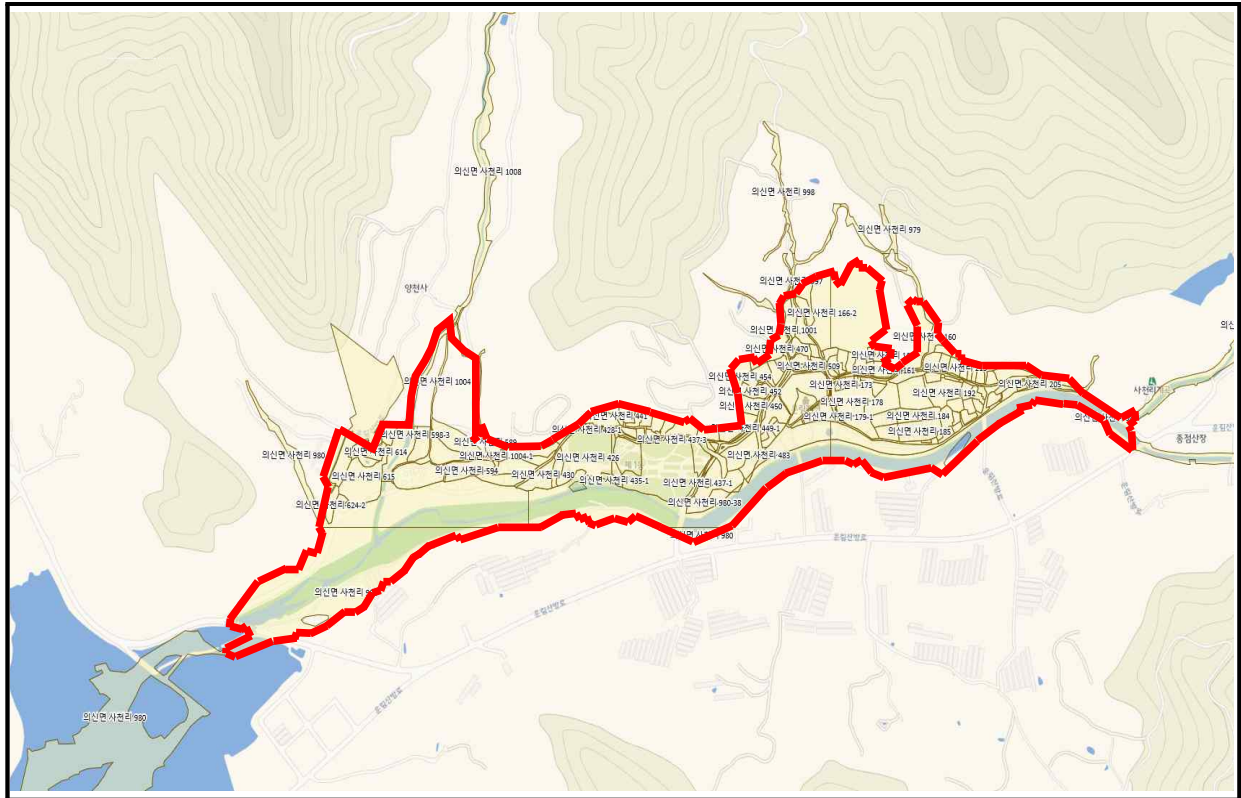 의신면 사천리 1008
의신면 사천리 998
의신면 사천리 979
양천사
의신면 사천리 166-2
의신면 사천리 1001
의신면 사천리 470
의신면 사천리 509
의신면 사천리 454
의신면 사천리 1004
의신면 사천리 173
의신면 사천리 452
의신면 사천리 192
의신면 사천리 205
의신면 사천리 450
의신면 사천리 178
의신면 사천리 441
의신면 사천리 179-1
의신면 사천리 184
의신면 사천리 428-1
의신면 사천리 449-1
의신면 사천리 185
의신면 사천리 598-3
의신면 사천리 589
의신면 사천리 437-3
종점산장
의신면 사천리 614
의신면 사천리 1004-1
의신면 사천리 426
의신면 사천리 483
의신면 사천리 980
의신면 사천리 594
의신면 사천리 430
의신면 사천리 615
의신면 사천리 435-1
의신면 사천리 437-1
의신면 사천리 624-2
의신면 사천리 980-38
운림산방로
운림산방로
의신면 사천리 980